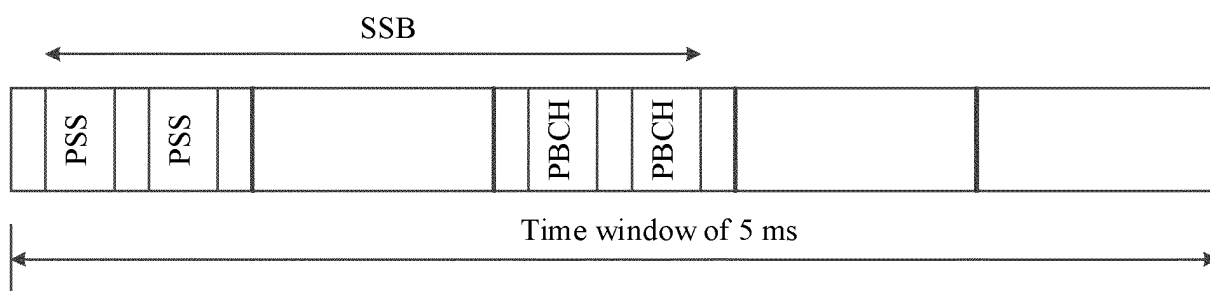 SSB
PSS
PSS
PBCH
PBCH
Time window of 5 ms